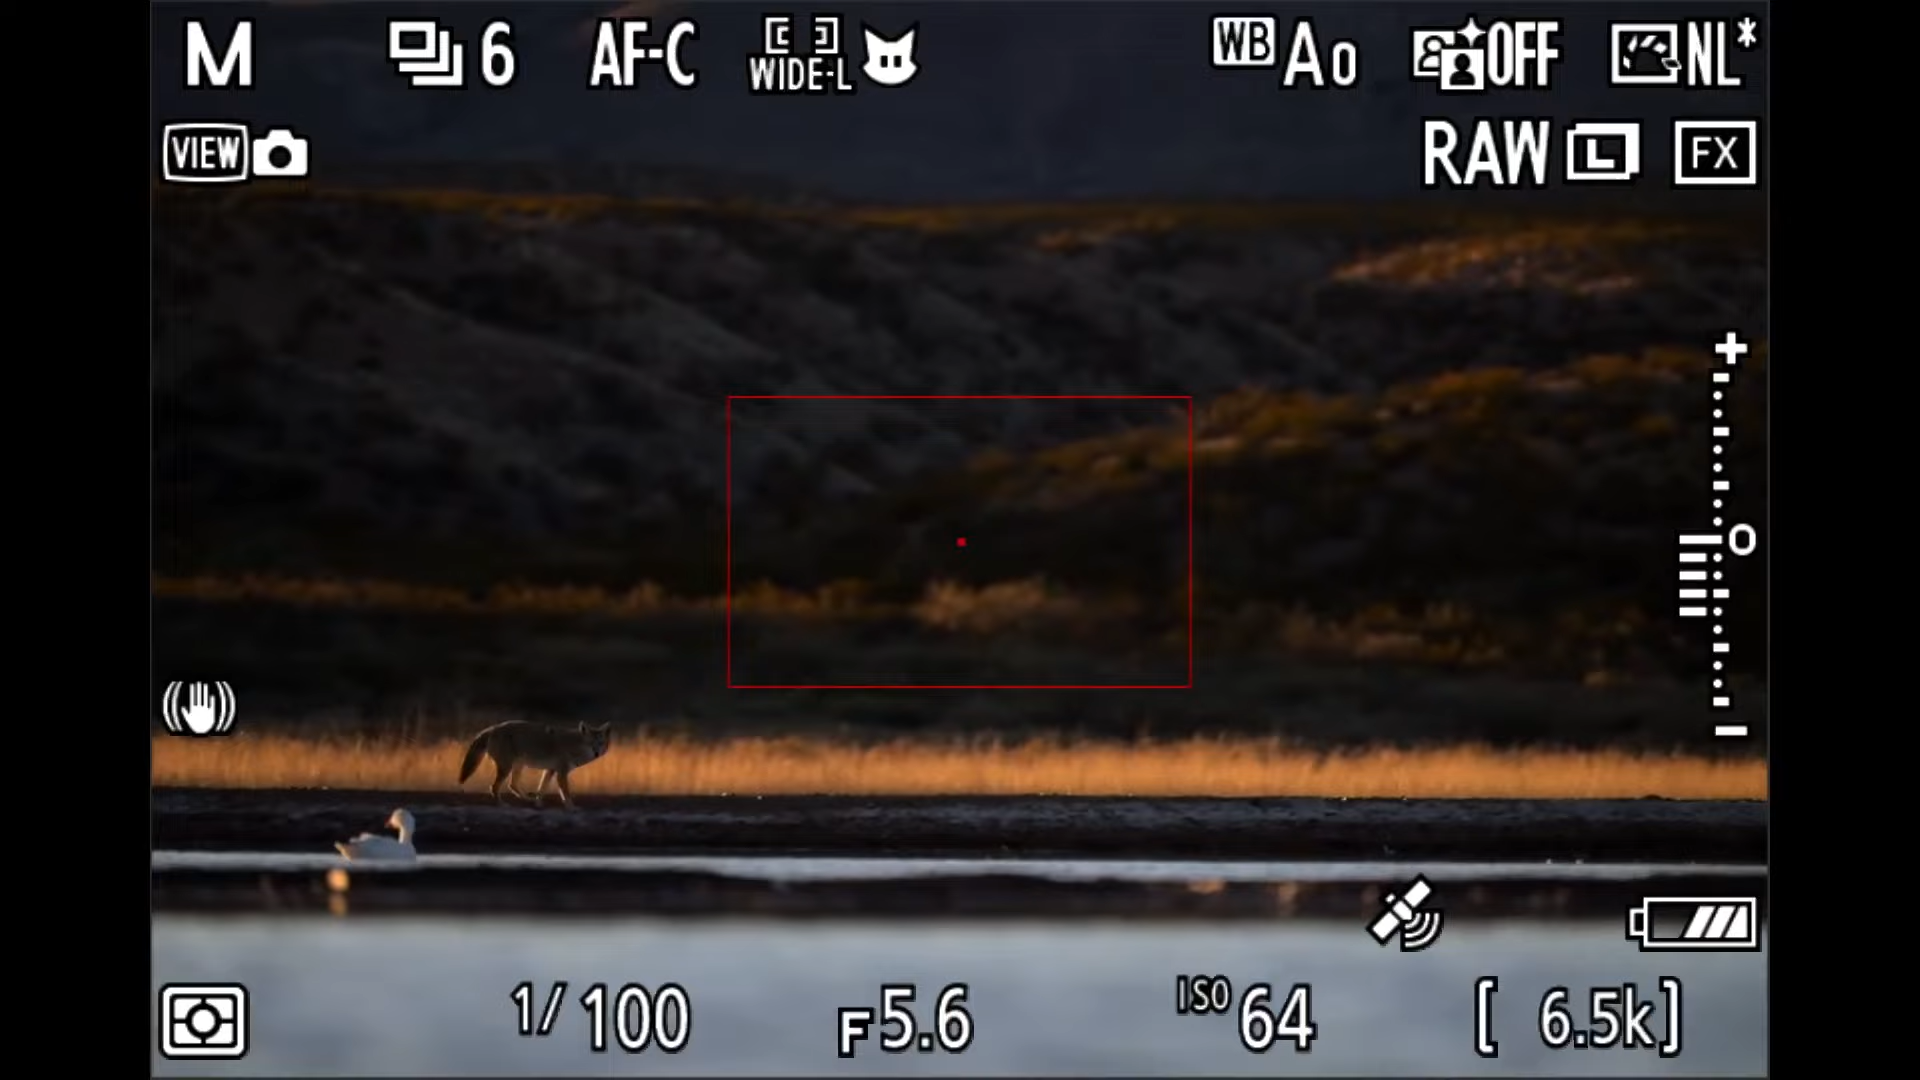 M 6 AF-C WIDE-L WB A0 OFF NL*
VIEW RAW L FX
+
0
−
1/100 F5.6 ISO 64 [ 6.5k]